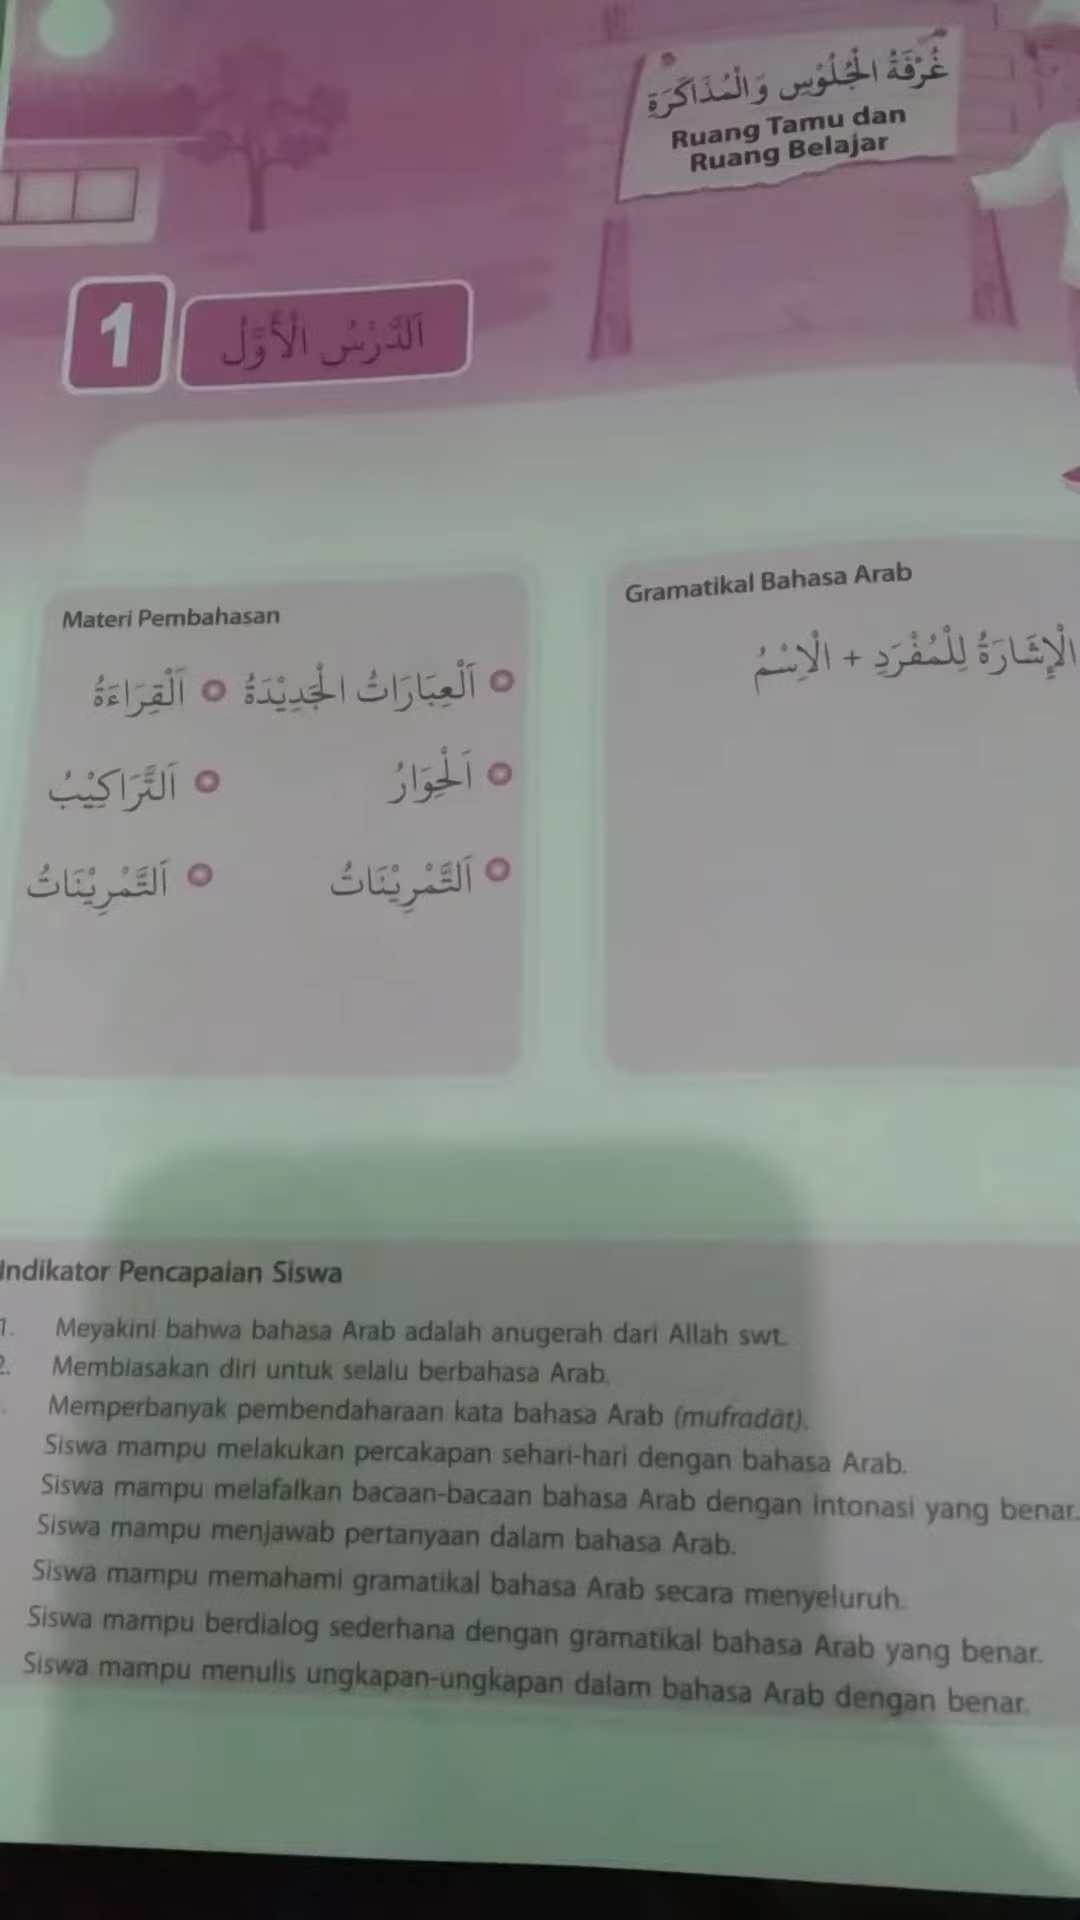 غُرْفَةُ الْجُلُوْسِ وَالْمُذَاكَرَةِ
Ruang Tamu dan
Ruang Belajar
1
اَلدَّرْسُ الْأَوَّلُ
Materi Pembahasan
اَلْعِبَارَاتُ الْجَدِيْدَةُ
اَلْحِوَارُ
اَلتَّمْرِيْنَاتُ
اَلْقِرَاءَةُ
اَلتَّرَاكِيْبُ
اَلتَّمْرِيْنَاتُ
Gramatikal Bahasa Arab
الْإِشَارَةُ لِلْمُفْرَدِ + الْاِسْمُ
Indikator Pencapaian Siswa
1. Meyakini bahwa bahasa Arab adalah anugerah dari Allah swt.
2. Membiasakan diri untuk selalu berbahasa Arab.
Memperbanyak pembendaharaan kata bahasa Arab (mufradāt).
Siswa mampu melakukan percakapan sehari-hari dengan bahasa Arab.
Siswa mampu melafalkan bacaan-bacaan bahasa Arab dengan intonasi yang benar.
Siswa mampu menjawab pertanyaan dalam bahasa Arab.
Siswa mampu memahami gramatikal bahasa Arab secara menyeluruh.
Siswa mampu berdialog sederhana dengan gramatikal bahasa Arab yang benar.
Siswa mampu menulis ungkapan-ungkapan dalam bahasa Arab dengan benar.